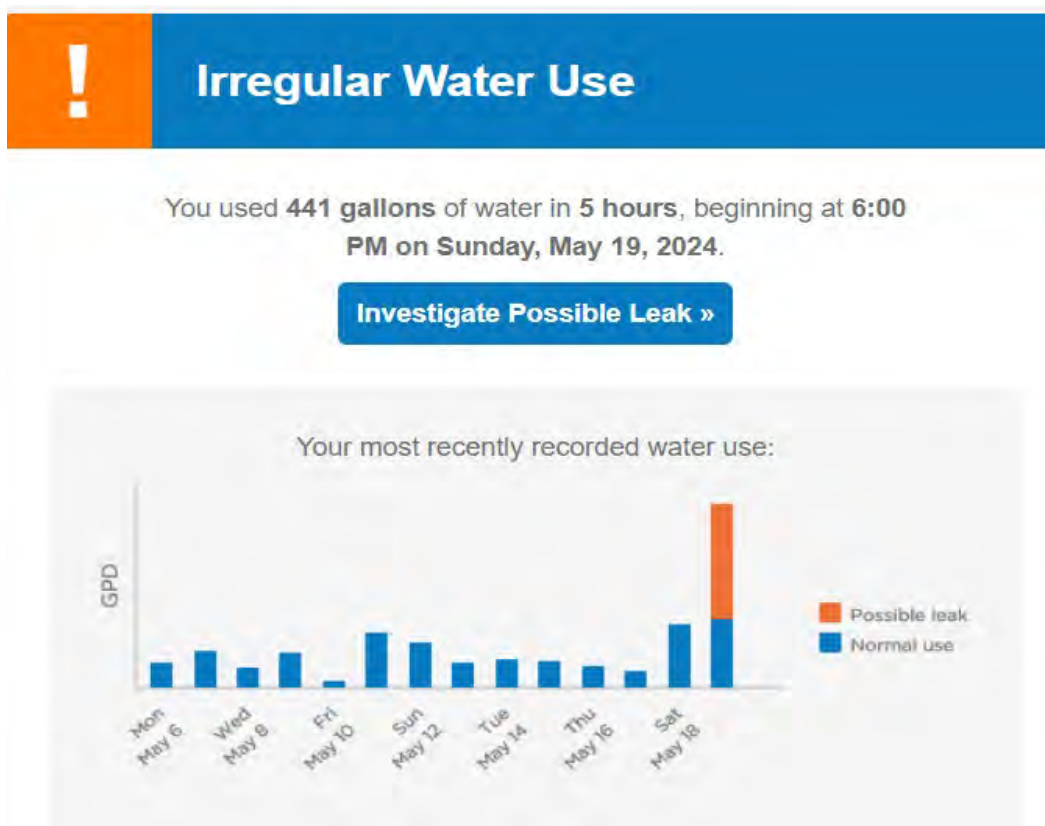 !
Irregular Water Use
You used 441 gallons of water in 5 hours, beginning at 6:00
PM on Sunday, May 19, 2024.
Investigate Possible Leak »
Your most recently recorded water use:
GPD
Possible leak
Normal use
Mon
May 6
Wed
May 8
Fri
May 10
Sun
May 12
Tue
May 14
Thu
May 16
Sat
May 18